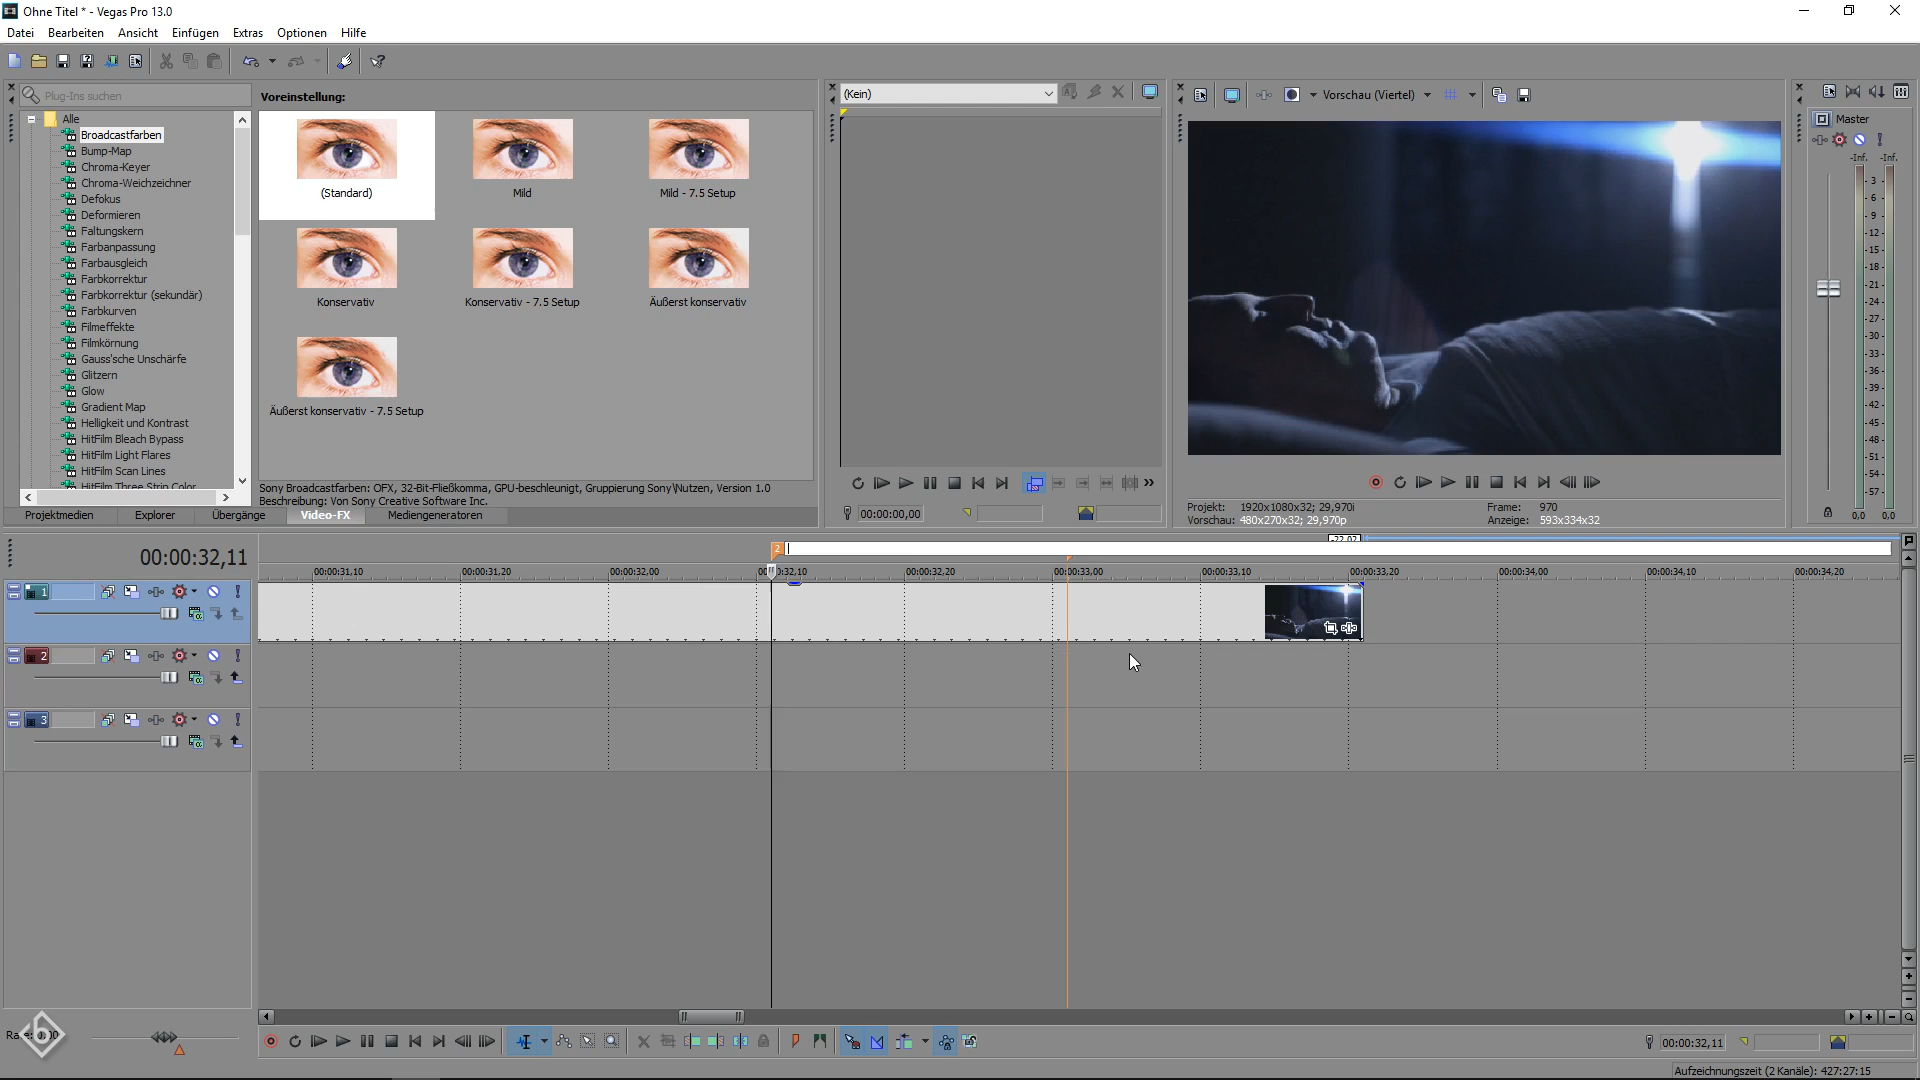 Ohne Titel * - Vegas Pro 13.0
Datei Bearbeiten Ansicht Einfügen Extras Optionen Hilfe
Plug-Ins suchen
Alle
Broadcastfarben
Bump-Map
Chroma-Keyer
Chroma-Weichzeichner
Defokus
Deformieren
Faltungskern
Farbanpassung
Farbausgleich
Farbkorrektur
Farbkorrektur (sekundär)
Farbkurven
Filmeffekte
Filmkörnung
Gauss'sche Unschärfe
Glitzern
Glow
Gradient Map
Helligkeit und Kontrast
HitFilm Bleach Bypass
HitFilm Light Flares
HitFilm Scan Lines
HitFilm Three Strip Color
Voreinstellung:
(Standard) Mild Mild - 7.5 Setup
Konservativ Konservativ - 7.5 Setup Äußerst konservativ
Äußerst konservativ - 7.5 Setup
Sony Broadcastfarben: OFX, 32-Bit-Fließkomma, GPU-beschleunigt, Gruppierung Sony\Nutzen, Version 1.0
Beschreibung: Von Sony Creative Software Inc.
Projektmedien Explorer Übergänge Video-FX Mediengeneratoren
(Kein)
00:00:00,00
Vorschau (Viertel)
Projekt: 1920x1080x32; 29,970i
Vorschau: 480x270x32; 29,970p
Frame: 970
Anzeige: 593x334x32
Master
-Inf. -Inf.
- 3 -
- 6 -
- 9 -
-12-
-15-
-18-
-21-
-24-
-27-
-30-
-33-
-36-
-39-
-42-
-45-
-48-
-51-
-54-
-57-
0,0 0,0
00:00:32,11
2
-22,02
00:00:31,10 00:00:31,20 00:00:32,00 00:00:32,10 00:00:32,20 00:00:33,00 00:00:33,10 00:00:33,20 00:00:34,00 00:00:34,10 00:00:34,20
1
2
3
00:00:32,11
Aufzeichnungszeit (2 Kanäle): 427:27:15